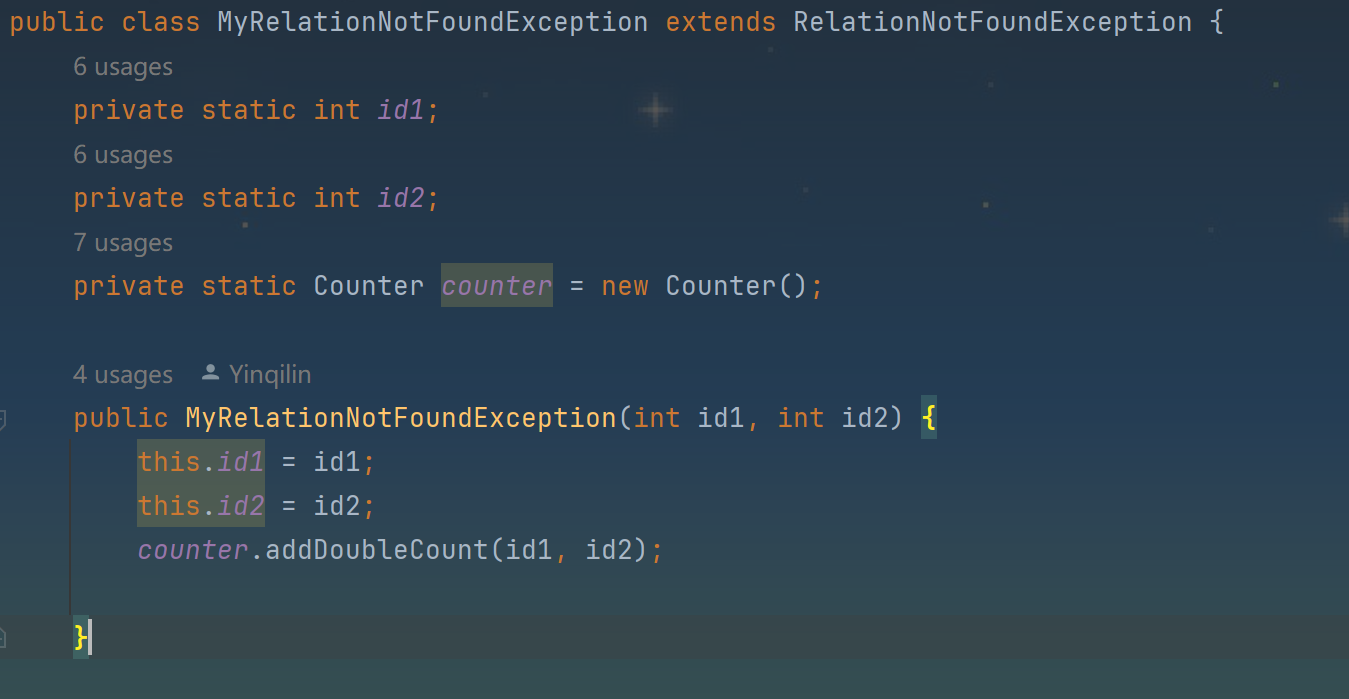 public class MyRelationNotFoundException extends RelationNotFoundException {
6 usages
private static int id1;
6 usages
private static int id2;
7 usages
private static Counter counter = new Counter();
4 usages Yinqilin
public MyRelationNotFoundException(int id1, int id2) {
this.id1 = id1;
this.id2 = id2;
counter.addDoubleCount(id1, id2);
}